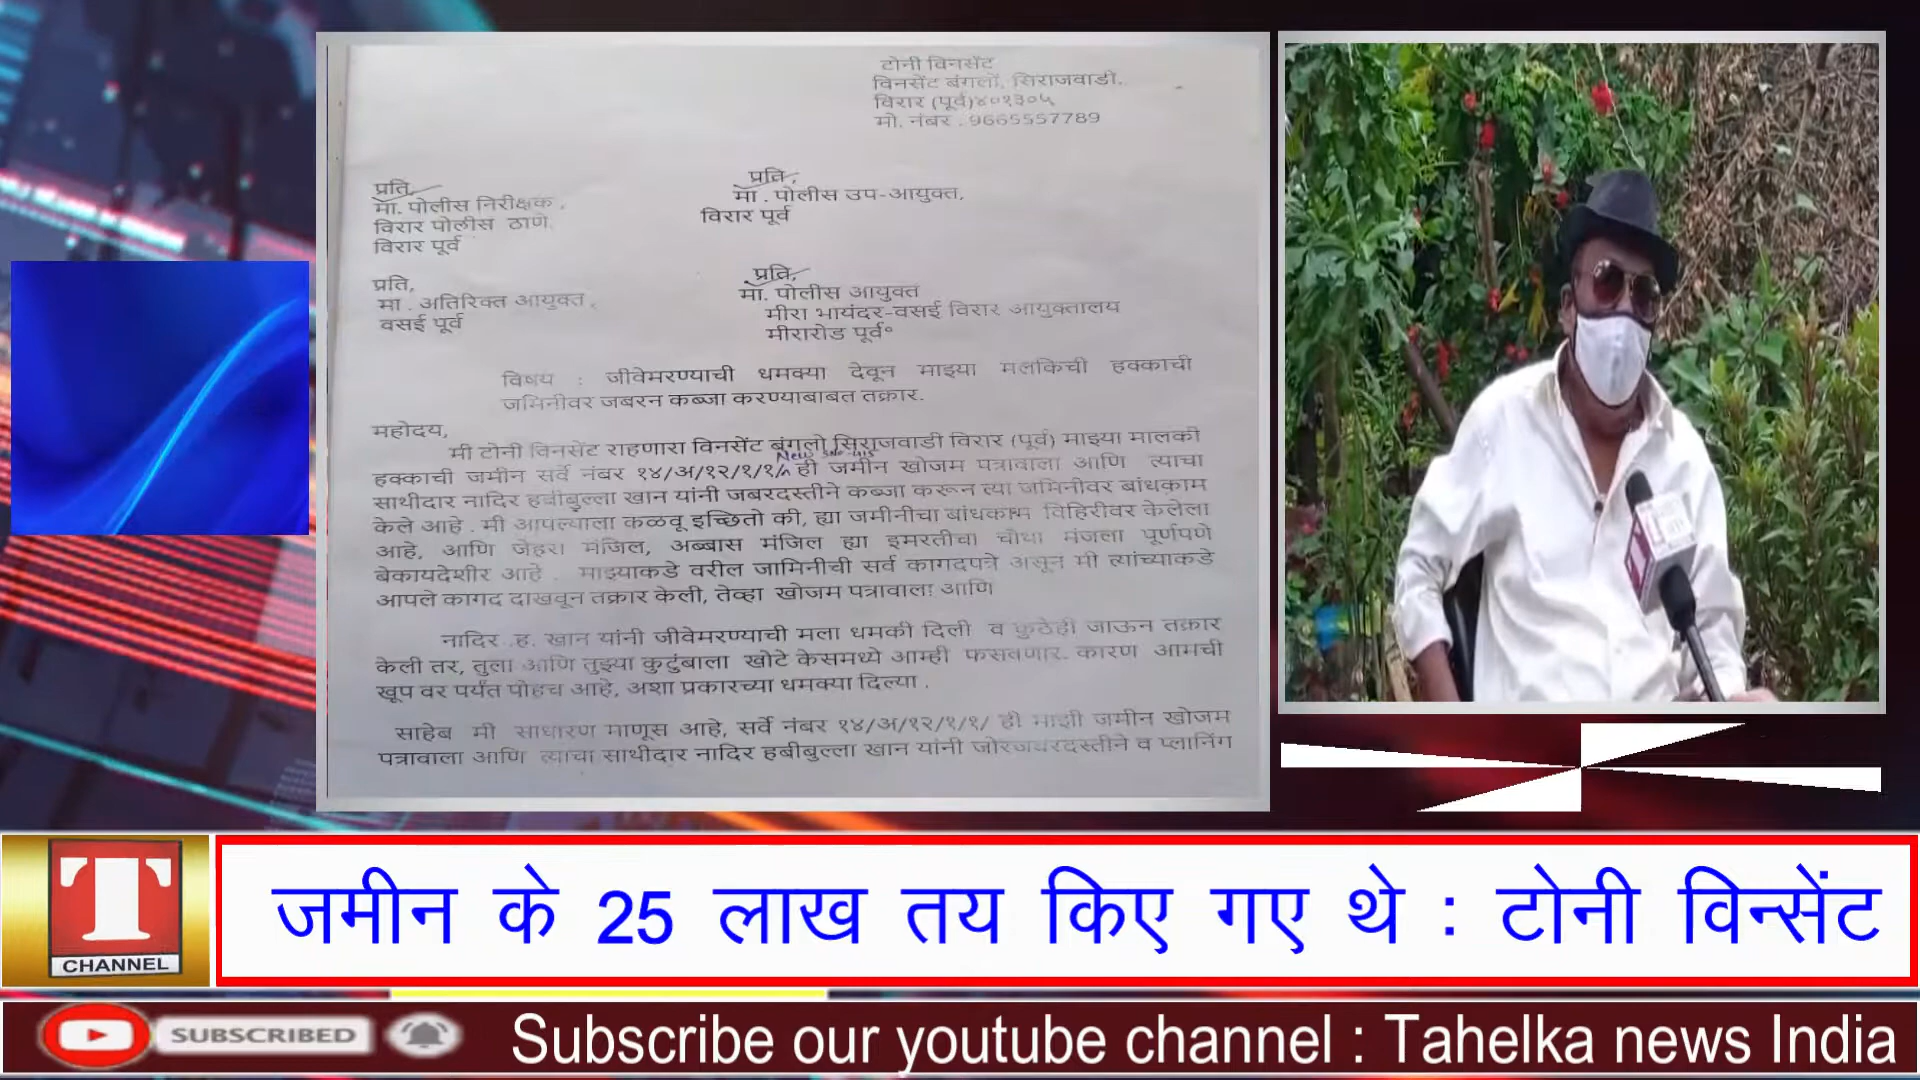 टोनी विनसेंट
विनसेंट बंगलो, सिराजवाडी,
विरार (पूर्व)४०१३०५
मो. नंबर . 9665557789
प्रति,
मा. पोलीस निरीक्षक ,
विरार पोलीस ठाणे,
विरार पूर्व
प्रति,
मा . पोलीस उप-आयुक्त,
विरार पूर्व
प्रति,
मा . अतिरिक्त आयुक्त ,
वसई पूर्व
प्रति,
मा. पोलीस आयुक्त
मीरा भायंदर-वसई विरार आयुक्तालय
मीरारोड पूर्व॰
विषय : जीवेमरण्याची धमक्या देवून माझ्या मलकिची हक्काची
जमिनीवर जबरन कब्जा करण्याबाबत तक्रार.
महोदय,
मी टोनी विनसेंट राहणारा विनसेंट बंगलो सिराजवाडी विरार (पूर्व) माझ्या मालकी
New
हक्काची जमीन सर्वे नंबर १४/अ/१२/१/१/ ही जमीन खोजम पत्रावाला आणि त्याचा
साथीदार नादिर हबीबुल्ला खान यांनी जबरदस्तीने कब्जा करून त्या जमिनीवर बांधकाम
केले आहे . मी आपल्याला कळवू इच्छितो की, ह्या जमीनीचा बांधकाम विहिरीवर केलेला
आहे, आणि जेहरा मंजिल, अब्बास मंजिल ह्या इमरतीचा चौथा मंजला पूर्णपणे
बेकायदेशीर आहे . माझ्याकडे वरील जामिनीची सर्व कागदपत्रे असून मी त्यांच्याकडे
आपले कागद दाखवून तक्रार केली, तेव्हा खोजम पत्रावाला आणि
नादिर .ह. खान यांनी जीवेमरण्याची मला धमकी दिली व कुठेही जाऊन तक्रार
केली तर, तुला आणि तुझ्या कुटुंबाला खोटे केसमध्ये आम्ही फसवणार. कारण आमची
खूप वर पर्यंत पोहच आहे, अशा प्रकारच्या धमक्या दिल्या .
साहेब मी साधारण माणूस आहे, सर्वे नंबर १४/अ/१२/१/१/ ही माझी जमीन खोजम
पत्रावाला आणि त्याचा साथीदार नादिर हबीबुल्ला खान यांनी जोरजबरदस्तीने व प्लानिंग
T
CHANNEL
जमीन के 25 लाख तय किए गए थे : टोनी विन्सेंट
SUBSCRIBED
Subscribe our youtube channel : Tahelka news India